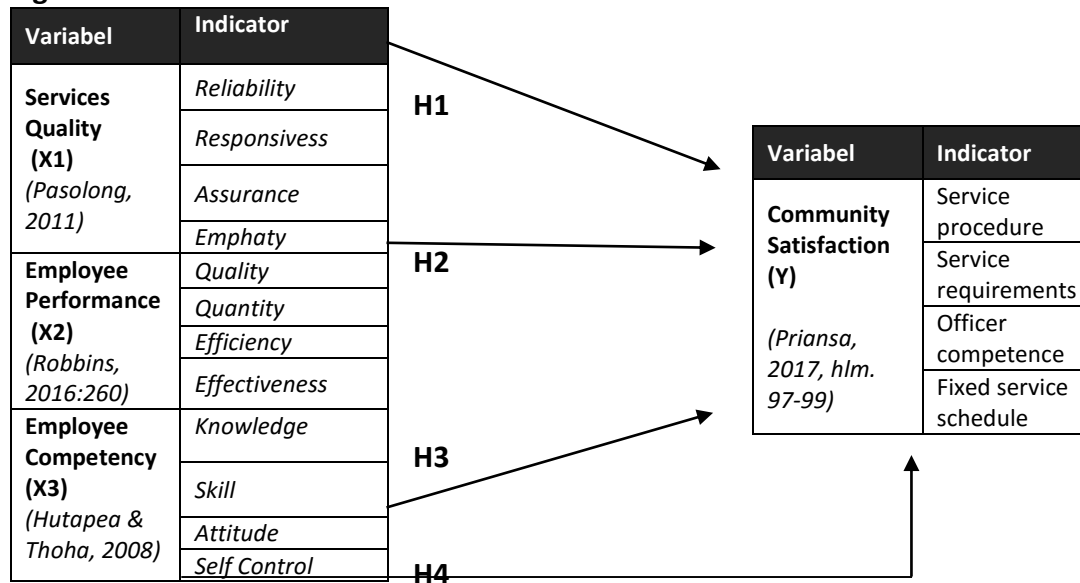 Variabel
Indicator
Services
Quality
(X1)
(Pasolong,
2011)
Reliability
Responsivess
Assurance
Emphaty
Employee
Performance
(X2)
(Robbins,
2016:260)
Quality
Quantity
Efficiency
Effectiveness
Employee
Competency
(X3)
(Hutapea &
Thoha, 2008)
Knowledge
Skill
Attitude
Self Control
H1
H2
H3
H4
Variabel
Indicator
Community
Satisfaction
(Y)
(Priansa,
2017, hlm.
97-99)
Service
procedure
Service
requirements
Officer
competence
Fixed service
schedule